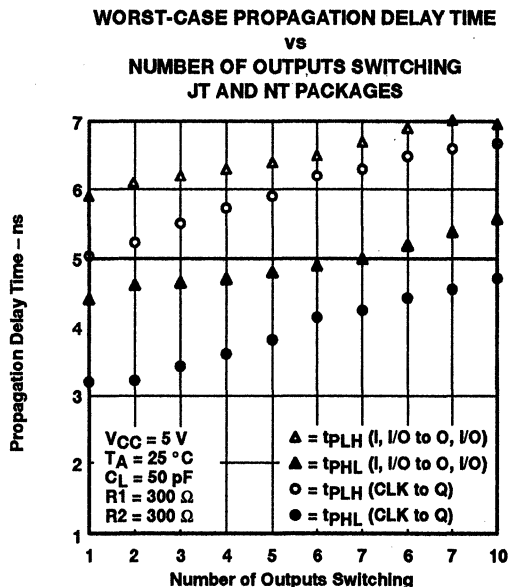 WORST-CASE PROPAGATION DELAY TIME
vs
NUMBER OF OUTPUTS SWITCHING
JT AND NT PACKAGES
Propagation Delay Time – ns
7
6
5
4
3
2
1
VCC = 5 V
TA = 25 °C
CL = 50 pF
R1 = 300 Ω
R2 = 300 Ω
△ = tPLH (I, I/O to O, I/O)
▲ = tPHL (I, I/O to O, I/O)
○ = tPLH (CLK to Q)
● = tPHL (CLK to Q)
1 2 3 4 5 6 7 6 7 10
Number of Outputs Switching